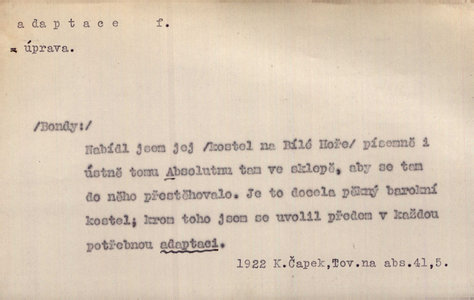 adaptace f.
úprava.
/Bondy:/
Nabídl jsem jej /kostel na Bílé Hoře/ písemně i
ústně tomu Absolutnu tam ve sklepě, aby se tam
do něho přestěhovalo. Je to docela pěkný barokní
kostel; krom toho jsem se uvolil předem v každou
potřebnou adaptaci.
1922 K.Čapek,Tov.na abs.41,5.